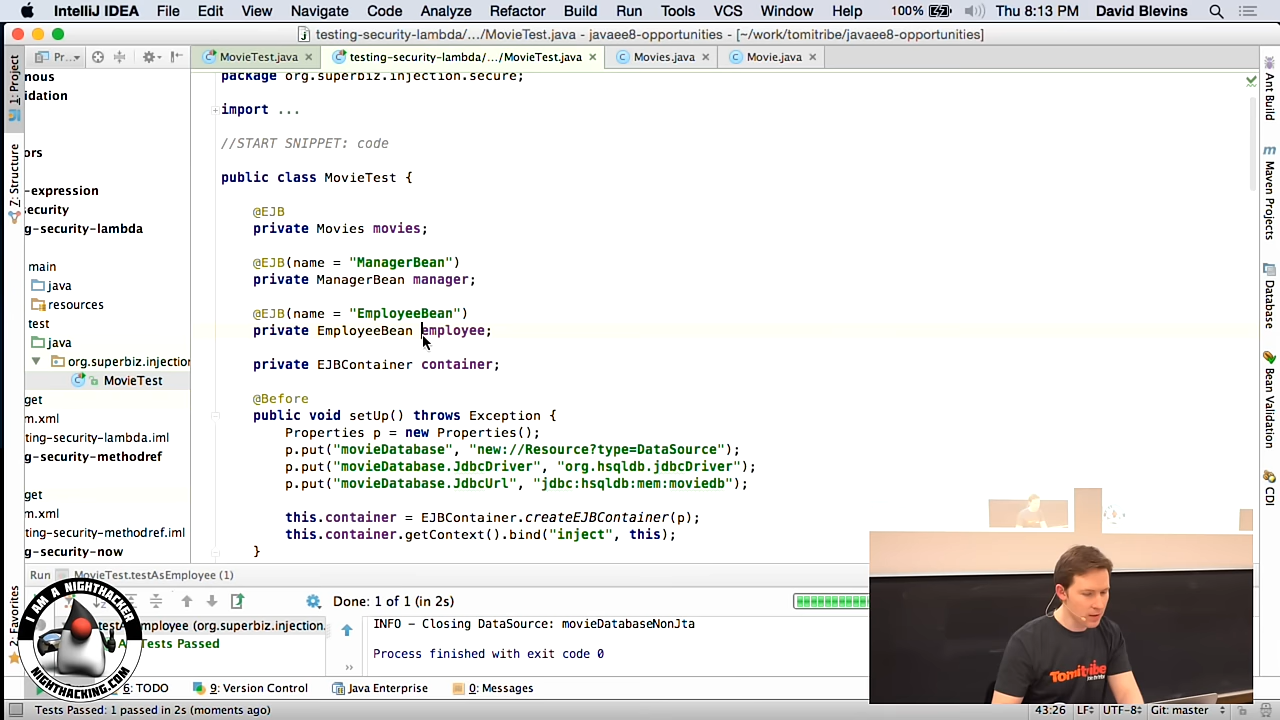 IntelliJ IDEA File Edit View Navigate Code Analyze Refactor Build Run Tools VCS Window Help 100% Thu 8:13 PM David Blevins
testing-security-lambda/.../MovieTest.java - javaee8-opportunities - [~/work/tomitribe/javaee8-opportunities]
Pr... MovieTest.java testing-security-lambda/.../MovieTest.java Movies.java Movie.java
1: Project
7: Structure
2: Favorites
onous
idation
ors
-expression
security
g-security-lambda
main
java
resources
test
java
org.superbiz.injection
MovieTest
get
m.xml
ting-security-lambda.iml
g-security-methodref
get
m.xml
ting-security-methodref.iml
g-security-now
package org.superbiz.injection.secure;
import ...
//START SNIPPET: code
public class MovieTest {
@EJB
private Movies movies;
@EJB(name = "ManagerBean")
private ManagerBean manager;
@EJB(name = "EmployeeBean")
private EmployeeBean employee;
private EJBContainer container;
@Before
public void setUp() throws Exception {
Properties p = new Properties();
p.put("movieDatabase", "new://Resource?type=DataSource");
p.put("movieDatabase.JdbcDriver", "org.hsqldb.jdbcDriver");
p.put("movieDatabase.JdbcUrl", "jdbc:hsqldb:mem:moviedb");
this.container = EJBContainer.createEJBContainer(p);
this.container.getContext().bind("inject", this);
}
Ant Build
Maven Projects
Database
Bean Validation
CDI
Run MovieTest.testAsEmployee (1)
Done: 1 of 1 (in 2s)
testAsEmployee (org.superbiz.injection.
Tests Passed
INFO - Closing DataSource: movieDatabaseNonJta
Process finished with exit code 0
I AM A NIGHTHACKER
NIGHTHACKING.COM
Tomitribe
6: TODO 9: Version Control Java Enterprise 0: Messages
Tests Passed: 1 passed in 2s (moments ago) 43:26 LF UTF-8 Git: master